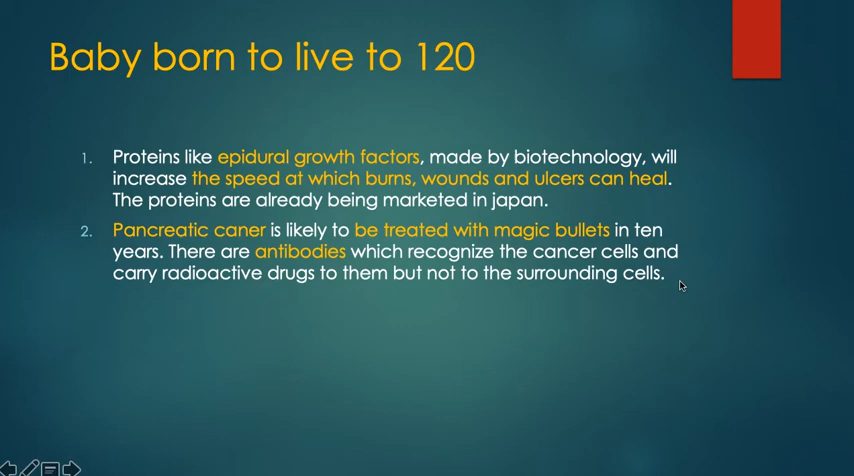 Baby born to live to 120
1. Proteins like epidural growth factors, made by biotechnology, will
increase the speed at which burns, wounds and ulcers can heal.
The proteins are already being marketed in japan.
2. Pancreatic caner is likely to be treated with magic bullets in ten
years. There are antibodies which recognize the cancer cells and
carry radioactive drugs to them but not to the surrounding cells.